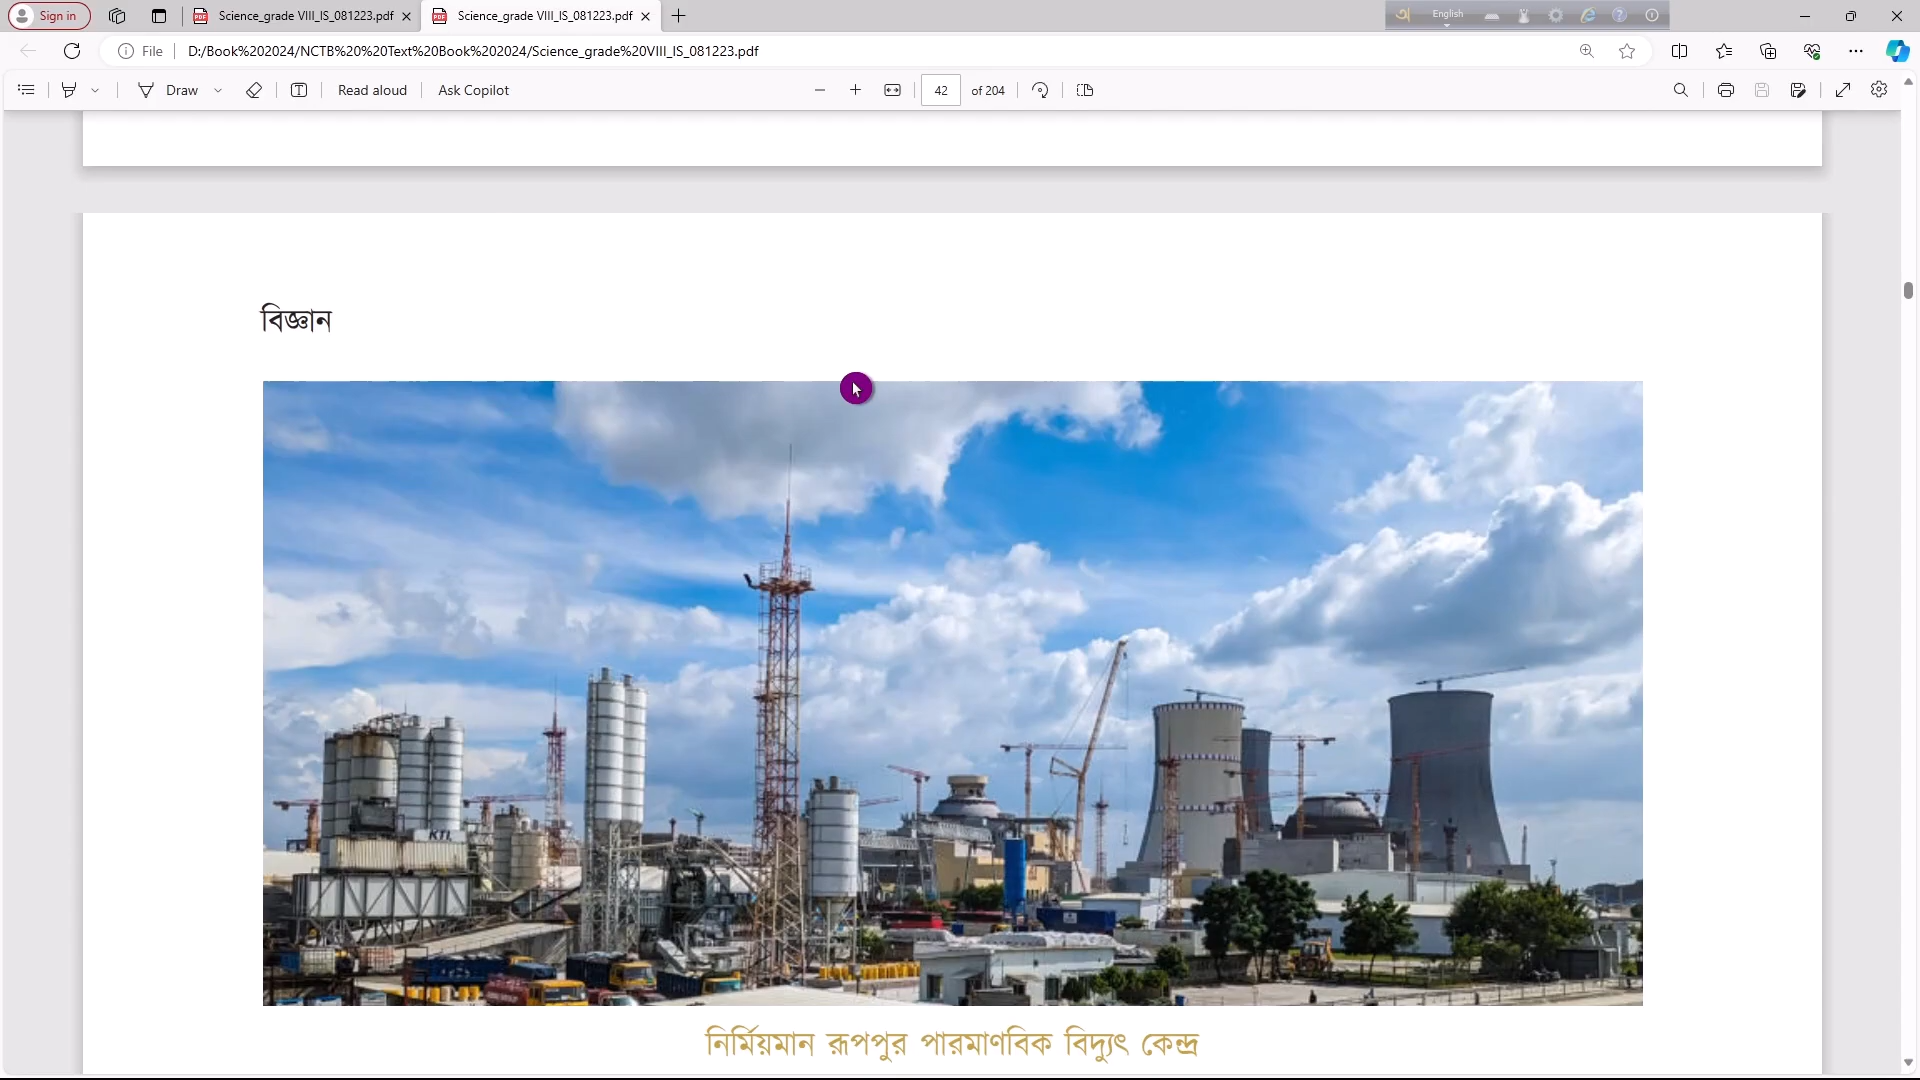 Sign in
Science_grade VIII_IS_081223.pdf
Science_grade VIII_IS_081223.pdf
English
File
D:/Book%202024/NCTB%20%20Text%20Book%202024/Science_grade%20VIII_IS_081223.pdf
Draw
Read aloud
Ask Copilot
42 of 204
বিজ্ঞান
KTL
নির্মিয়মান রূপপুর পারমাণবিক বিদ্যুৎ কেন্দ্র